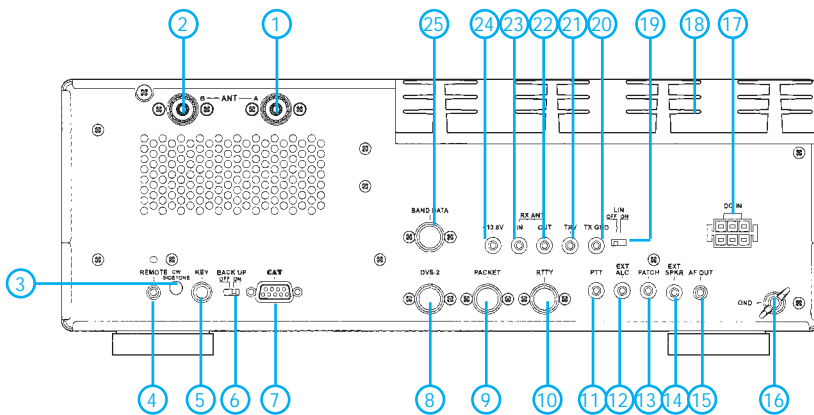 2 1 25 24 23 22 21 20 19 18 17
B ANT A
BAND DATA
+13.8V
RX ANT
IN OUT TRV TX GND
LIN
OFF ON
DC IN
REMOTE
CW
SIDETONE
KEY
BACK UP
OFF ON
CAT
DVS-2 PACKET RTTY
PTT
EXT
ALC
PATCH
EXT
SPKR
AF OUT
GND
3
4 5 6 7 8 9 10 11 12 13 14 15 16